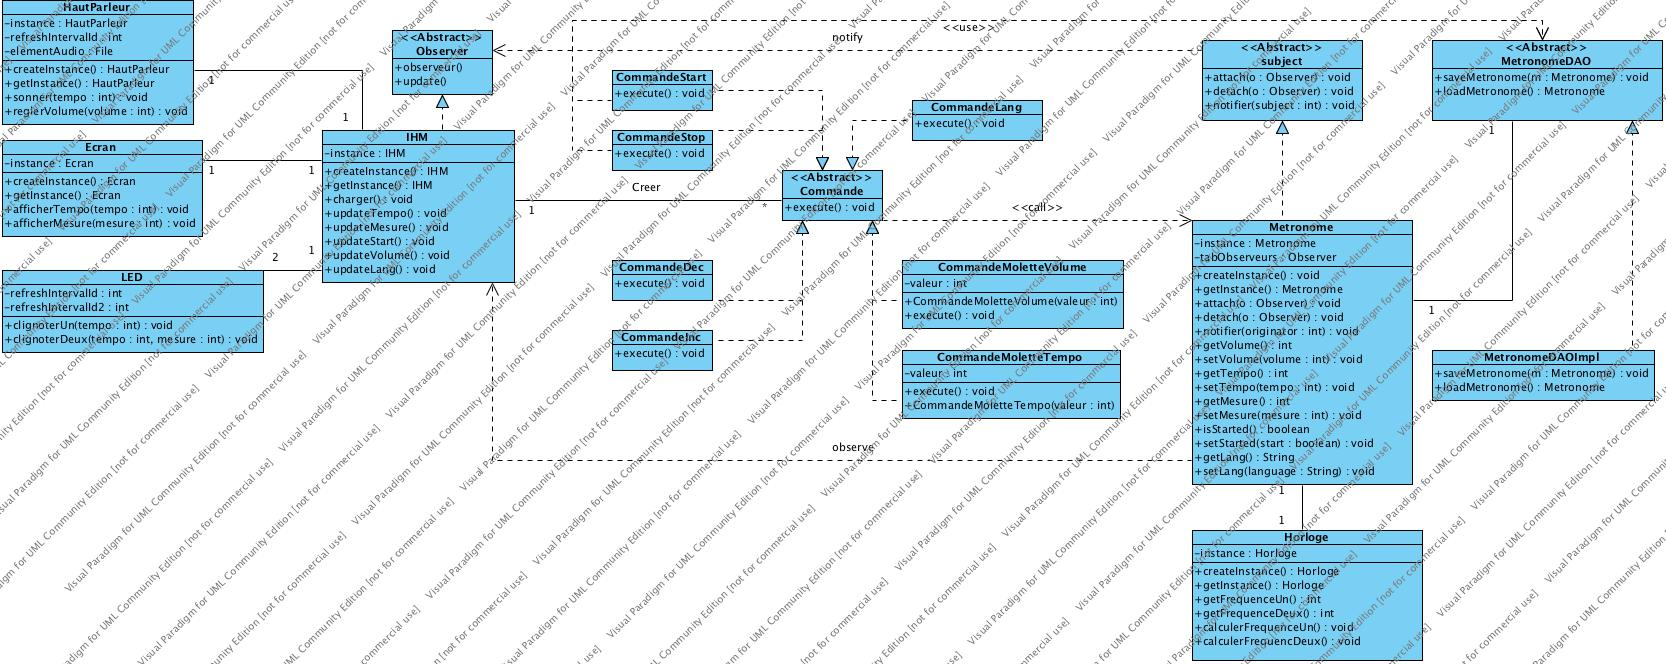 HautParleur
-instance : HautParleur
-refreshIntervalId : int
-elementAudio : File
+createInstance() : HautParleur
+getInstance() : HautParleur
+sonner(tempo : int) : void
+reglerVolume(volume : int) : void
1
1
Ecran
-instance : Ecran
+createInstance() : Ecran
+getInstance() : Ecran
+afficherTempo(tempo : int) : void
+afficherMesure(mesure : int) : void
1
1
LED
-refreshIntervalId : int
-refreshIntervalId2 : int
+clignoterUn(tempo : int) : void
+clignoterDeux(tempo : int, mesure : int) : void
2
1
<<Abstract>>
Observer
+observeur()
+update()
IHM
-instance : IHM
+createInstance() : IHM
+getInstance() : IHM
+charger() : void
+updateTempo() : void
+updateMesure() : void
+updateStart() : void
+updateVolume() : void
+updateLang() : void
notify
<<use>>
CommandeStart
+execute() : void
CommandeStop
+execute() : void
CommandeLang
+execute() : void
Creer
1
*
<<Abstract>>
Commande
+execute() : void
<<call>>
CommandeDec
+execute() : void
CommandeInc
+execute() : void
CommandeMoletteVolume
-valeur : int
+CommandeMoletteVolume(valeur : int)
+execute() : void
CommandeMoletteTempo
-valeur : int
+execute() : void
+CommandeMoletteTempo(valeur : int)
observe
<<Abstract>>
subject
+attach(o : Observer) : void
+detach(o : Observer) : void
+notifier(subject : int) : void
<<Abstract>>
MetronomeDAO
+saveMetronome(m : Metronome) : void
+loadMetronome() : Metronome
1
1
Metronome
-instance : Metronome
-tabObserveurs : Observer
+createInstance() : void
+getInstance() : Metronome
+attach(o : Observer) : void
+detach(o : Observer) : void
+notifier(originator : int) : void
+getVolume() : int
+setVolume(volume : int) : void
+getTempo() : int
+setTempo(tempo : int) : void
+getMesure() : int
+setMesure(mesure : int) : void
+isStarted() : boolean
+setStarted(start : boolean) : void
+getLang() : String
+setLang(language : String) : void
MetronomeDAOImpl
+saveMetronome(m : Metronome) : void
+loadMetronome() : Metronome
1
1
Horloge
-instance : Horloge
+createInstance() : Horloge
+getInstance() : Horloge
+getFrequenceUn() : int
+getFrequenceDeux() : int
+calculerFrequenceUn() : void
+calculerFrequencDeux() : void
Visual Paradigm for UML Community Edition [not for commercial use]